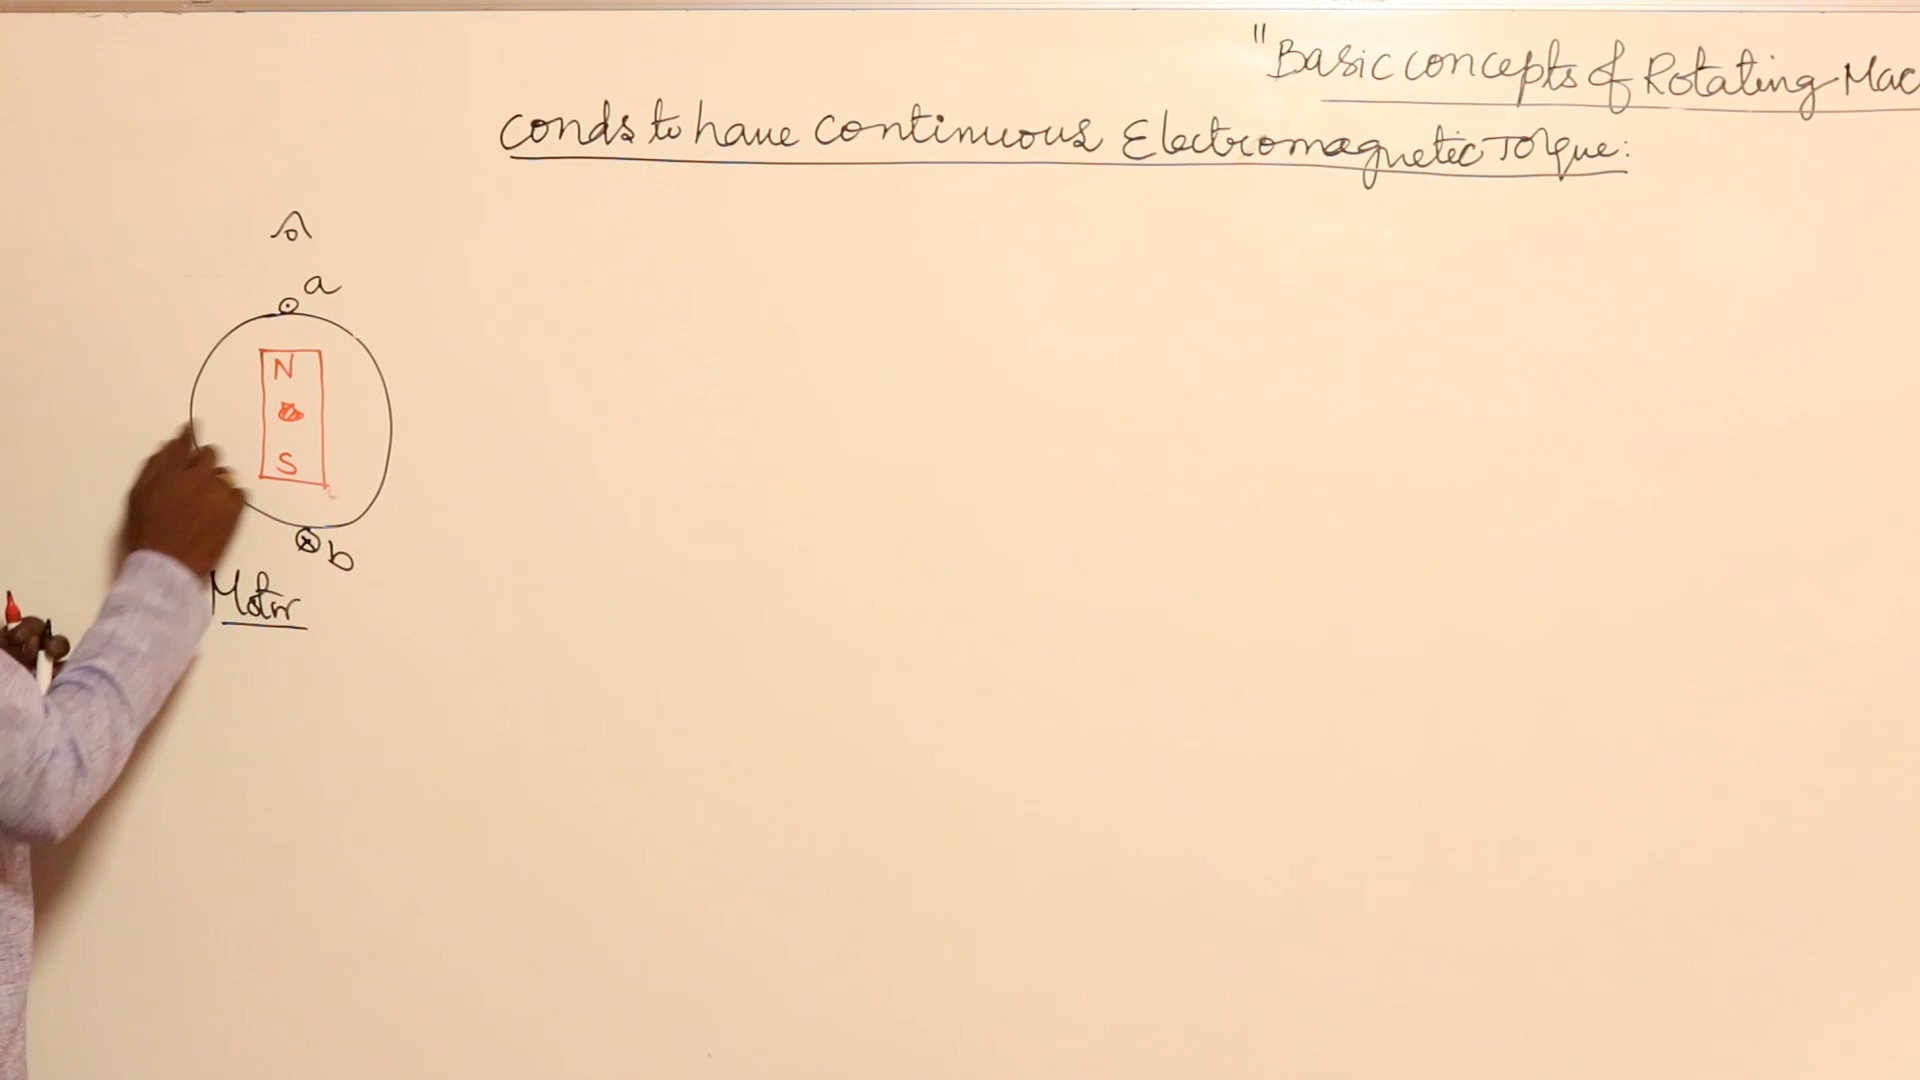 "Basic concepts of Rotating Mac
conds to have continuous Electromagnetic Torque:
a
N
S
b
Motor